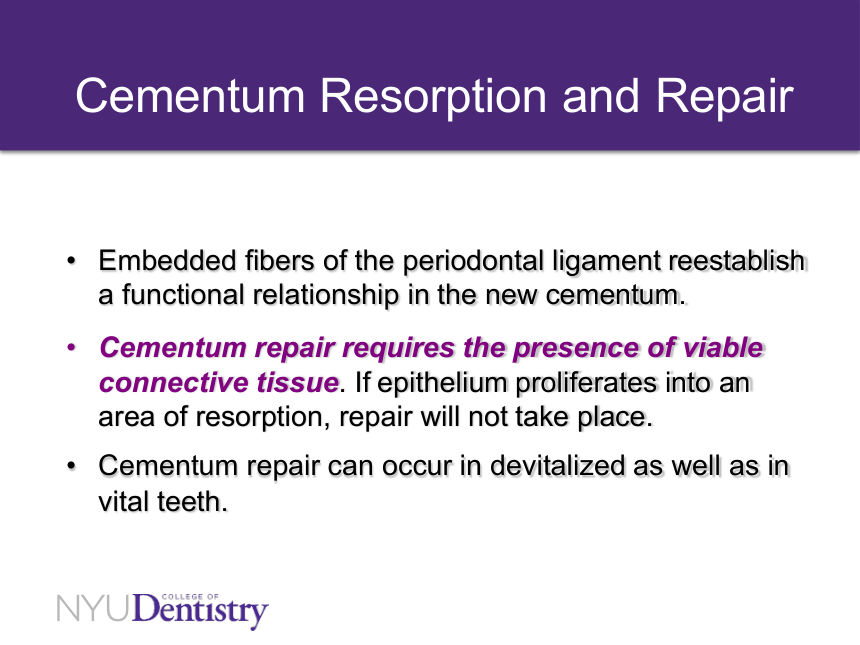 Cementum Resorption and Repair
• Embedded fibers of the periodontal ligament reestablish
a functional relationship in the new cementum.
• Cementum repair requires the presence of viable
connective tissue. If epithelium proliferates into an
area of resorption, repair will not take place.
• Cementum repair can occur in devitalized as well as in
vital teeth.
COLLEGE OF
NYU Dentistry